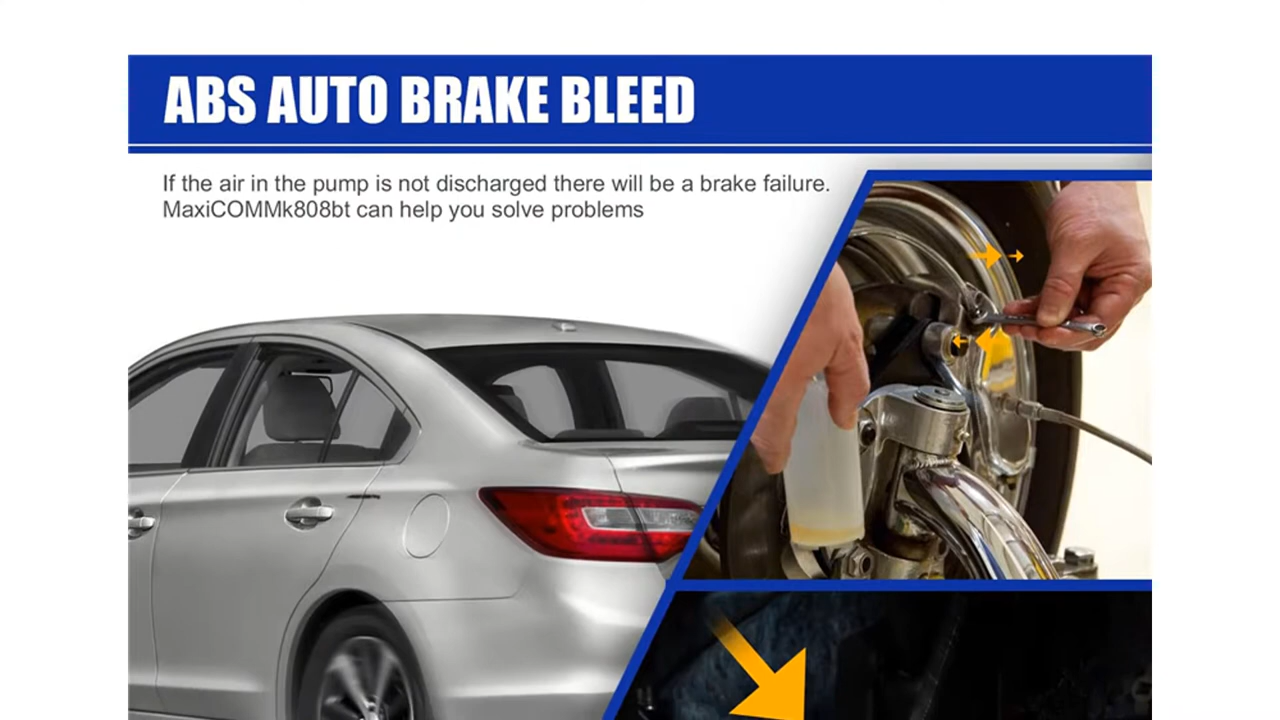 ABS AUTO BRAKE BLEED
If the air in the pump is not discharged there will be a brake failure.
MaxiCOMMk808bt can help you solve problems